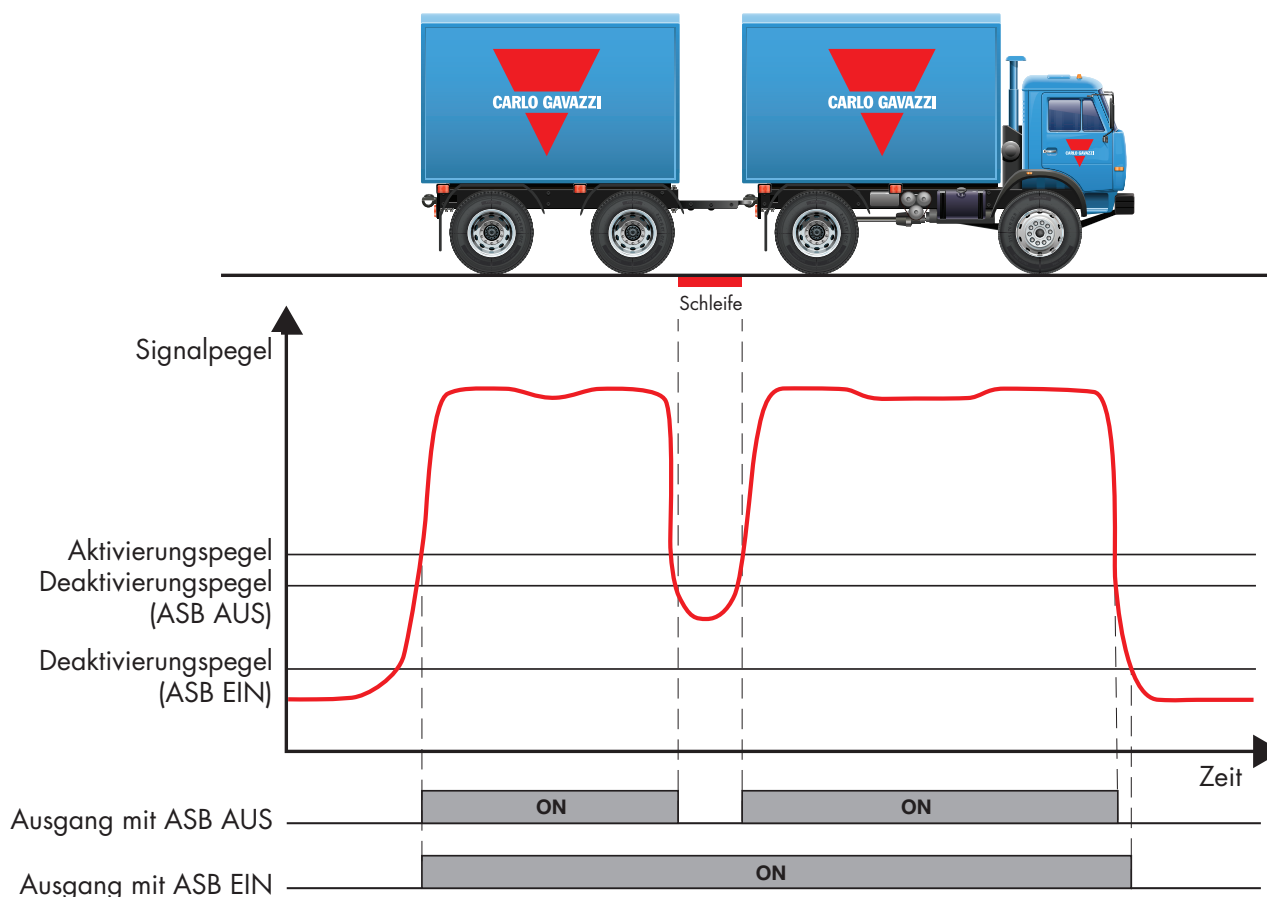 CARLO GAVAZZI
CARLO GAVAZZI
CARLO GAVAZZI
Schleife
Signalpegel
Aktivierungspegel
Deaktivierungspegel
(ASB AUS)
Deaktivierungspegel
(ASB EIN)
Zeit
Ausgang mit ASB AUS
ON
ON
Ausgang mit ASB EIN
ON